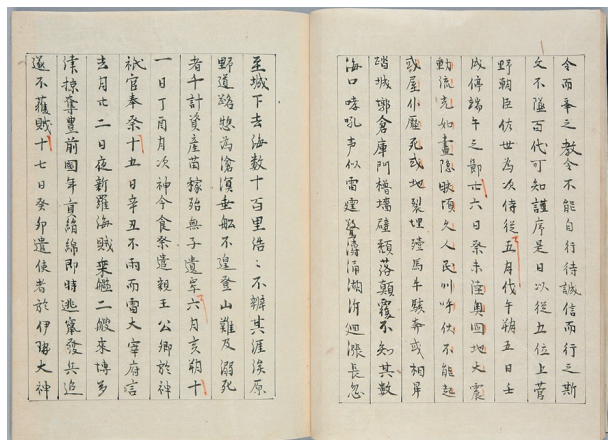 令而奉之教令不能自行待誠信而行之斯
文不墜百代可知謹序是日以從五位上菅
野朝臣佐世為次侍從五月戊午朔五日壬
戌停端午之節廿六日癸未陸奥國地大震
動流光如晝隠映頃之人民叫呼伏不能起
或屋仆壓死或地裂埋殪馬牛駭奔或相昇
踏城郭倉庫門櫓墻壁頽落顛覆不知其數
海口哮吼声似雷霆驚濤涌潮泝迴漲長忽
至城下去海數十百里浩〻不辨其涯涘原
野道路惣為滄溟乗舩不遑登山難及溺死
者千計資産苗稼殆無孑遺焉六月丁亥朔十
一日丁酉月次神今食祭遣親王公卿於神
祇官奉祭十五日辛丑不雨而雷大宰府言
去月廿二日夜新羅海賊乗艦二艘来博多
津掠奪豊前國年貢絹綿即時逃竄發兵追
遂不獲賊十七日癸卯遣使者於伊勢大神